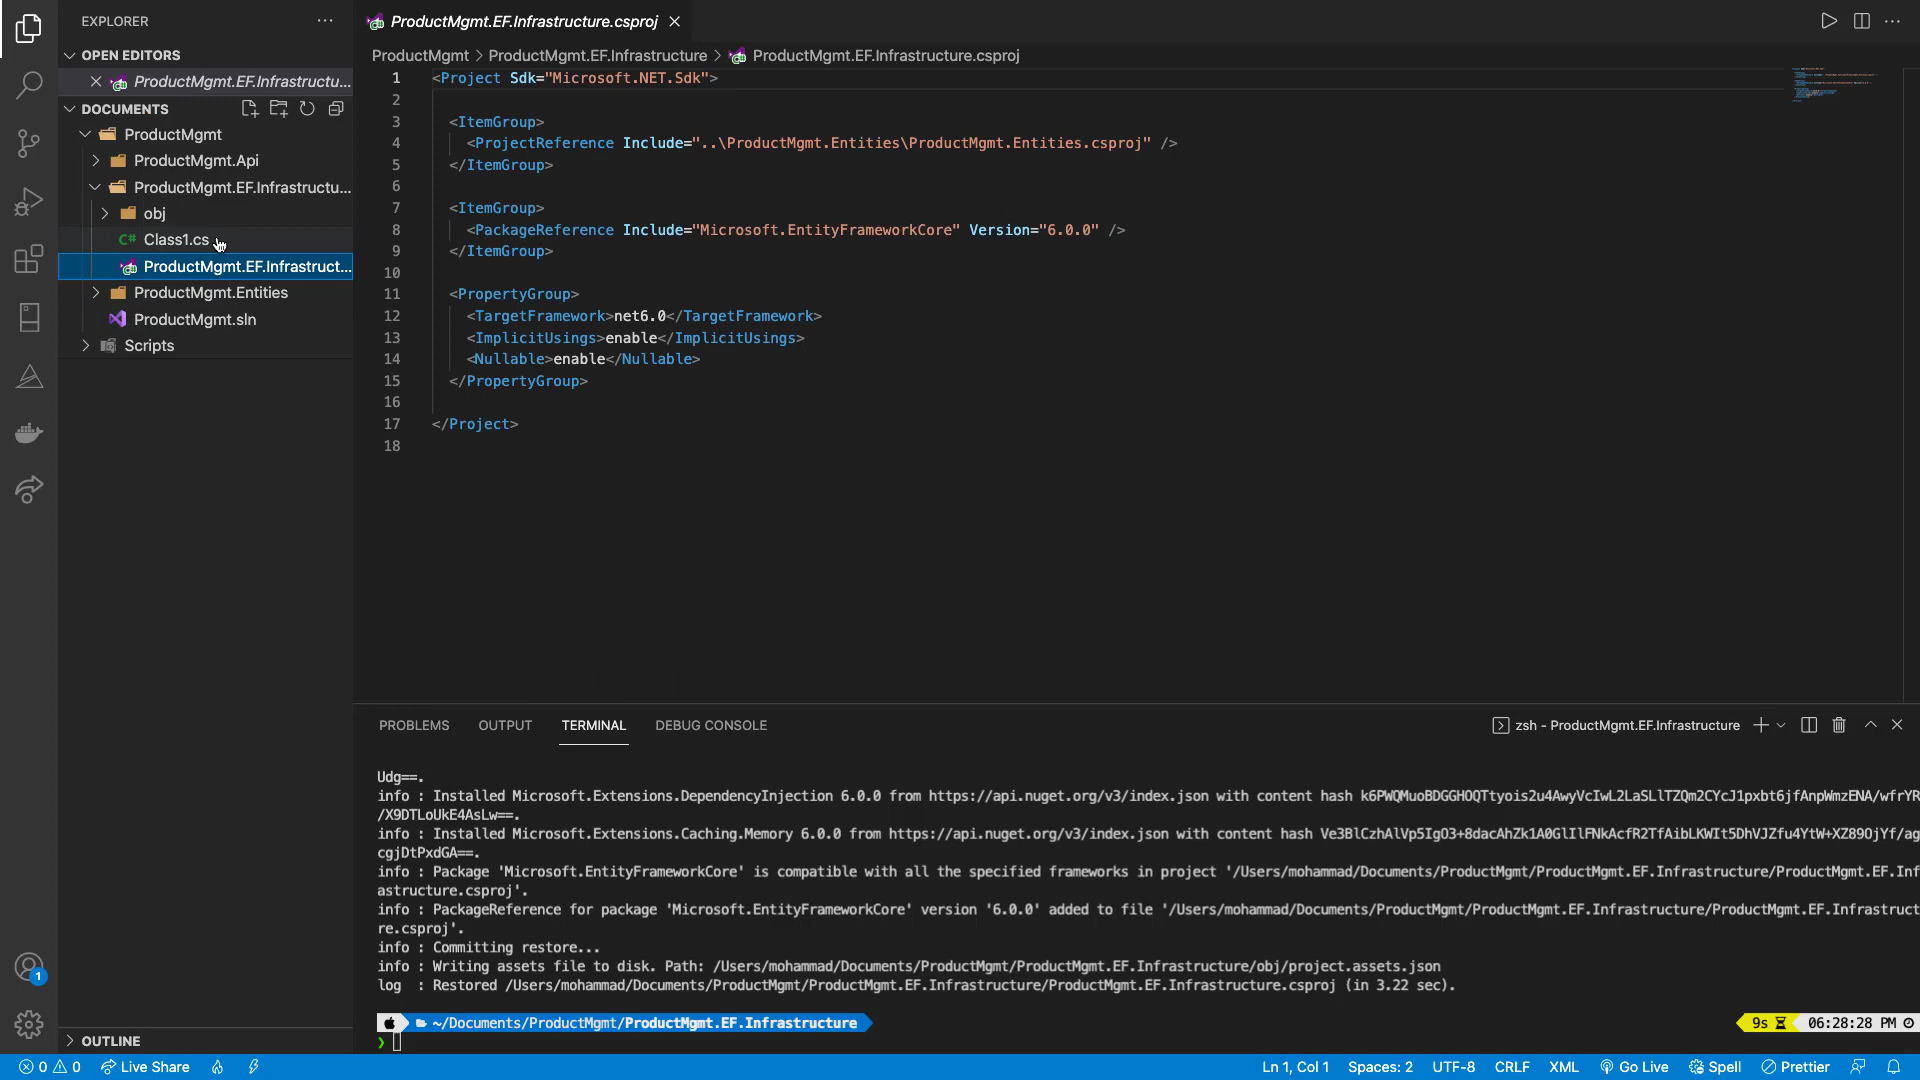 EXPLORER
OPEN EDITORS
ProductMgmt.EF.Infrastructu...
DOCUMENTS
ProductMgmt
ProductMgmt.Api
ProductMgmt.EF.Infrastructu...
obj
C# Class1.cs
ProductMgmt.EF.Infrastruct...
ProductMgmt.Entities
ProductMgmt.sln
Scripts
1
OUTLINE
ProductMgmt.EF.Infrastructure.csproj
ProductMgmt > ProductMgmt.EF.Infrastructure > ProductMgmt.EF.Infrastructure.csproj
1 <Project Sdk="Microsoft.NET.Sdk">
2
3 <ItemGroup>
4 <ProjectReference Include="..\ProductMgmt.Entities\ProductMgmt.Entities.csproj" />
5 </ItemGroup>
6
7 <ItemGroup>
8 <PackageReference Include="Microsoft.EntityFrameworkCore" Version="6.0.0" />
9 </ItemGroup>
10
11 <PropertyGroup>
12 <TargetFramework>net6.0</TargetFramework>
13 <ImplicitUsings>enable</ImplicitUsings>
14 <Nullable>enable</Nullable>
15 </PropertyGroup>
16
17 </Project>
18
PROBLEMS OUTPUT TERMINAL DEBUG CONSOLE zsh - ProductMgmt.EF.Infrastructure
Udg==.
info : Installed Microsoft.Extensions.DependencyInjection 6.0.0 from https://api.nuget.org/v3/index.json with content hash k6PWQMuoBDGGHOQTtyois2u4AwyVcIwL2LaSLlTZQm2CYcJ1pxbt6jfAnpWmzENA/wfrYR
/X9DTLoUkE4AsLw==.
info : Installed Microsoft.Extensions.Caching.Memory 6.0.0 from https://api.nuget.org/v3/index.json with content hash Ve3BlCzhAlVp5IgO3+8dacAhZk1A0GlIlFNkAcfR2TfAibLKWIt5DhVJZfu4YtW+XZ89OjYf/ag
cgjDtPxdGA==.
info : Package 'Microsoft.EntityFrameworkCore' is compatible with all the specified frameworks in project '/Users/mohammad/Documents/ProductMgmt/ProductMgmt.EF.Infrastructure/ProductMgmt.EF.Inf
astructure.csproj'.
info : PackageReference for package 'Microsoft.EntityFrameworkCore' version '6.0.0' added to file '/Users/mohammad/Documents/ProductMgmt/ProductMgmt.EF.Infrastructure/ProductMgmt.EF.Infrastruct
re.csproj'.
info : Committing restore...
info : Writing assets file to disk. Path: /Users/mohammad/Documents/ProductMgmt/ProductMgmt.EF.Infrastructure/obj/project.assets.json
log : Restored /Users/mohammad/Documents/ProductMgmt/ProductMgmt.EF.Infrastructure/ProductMgmt.EF.Infrastructure.csproj (in 3.22 sec).
~/Documents/ProductMgmt/ProductMgmt.EF.Infrastructure 9s 06:28:28 PM
0 0 Live Share Ln 1, Col 1 Spaces: 2 UTF-8 CRLF XML Go Live Spell Prettier